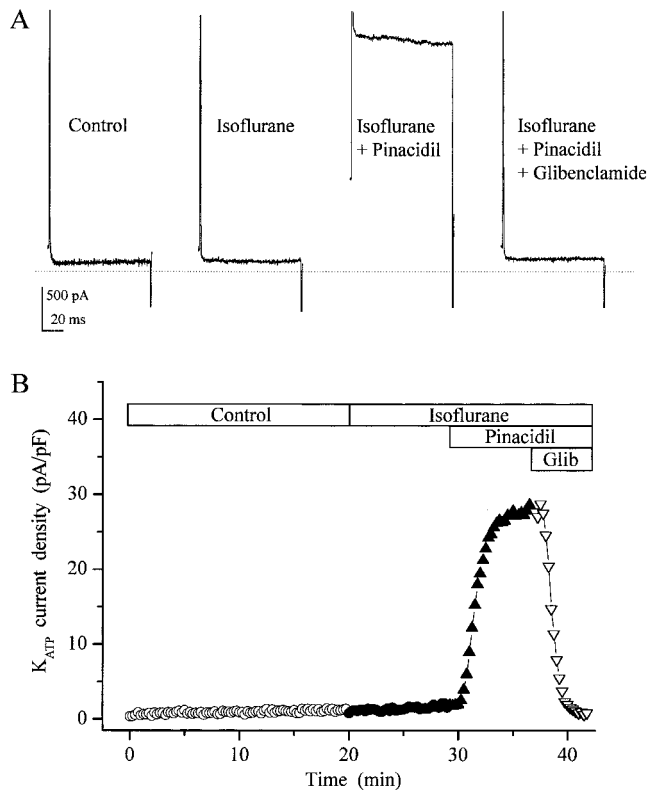 A
Control
Isoflurane
Isoflurane
+ Pinacidil
Isoflurane
+ Pinacidil
+ Glibenclamide
500 pA
20 ms
B
Control
Isoflurane
Pinacidil
Glib
K_ATP current density (pA/pF)
40
30
20
10
0
0
10
20
30
40
Time (min)